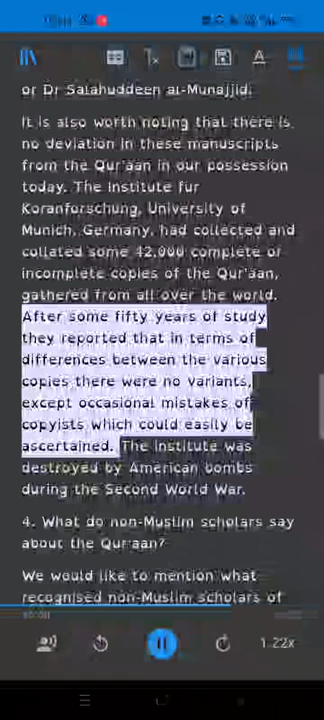 or Dr Salahuddeen al-Munajjid.
It is also worth noting that there is
no deviation in these manuscripts
from the Qur'aan in our possession
today. The Institute fur
Koranforschung, University of
Munich, Germany, had collected and
collated some 42,000 complete or
incomplete copies of the Qur'aan,
gathered from all over the world.
After some fifty years of study
they reported that in terms of
differences between the various
copies there were no variants,
except occasional mistakes of
copyists which could easily be
ascertained. The Institute was
destroyed by American bombs
during the Second World War.
4. What do non-Muslim scholars say
about the Qur'aan?
We would like to mention what
recognised non-Muslim scholars of
1.22x